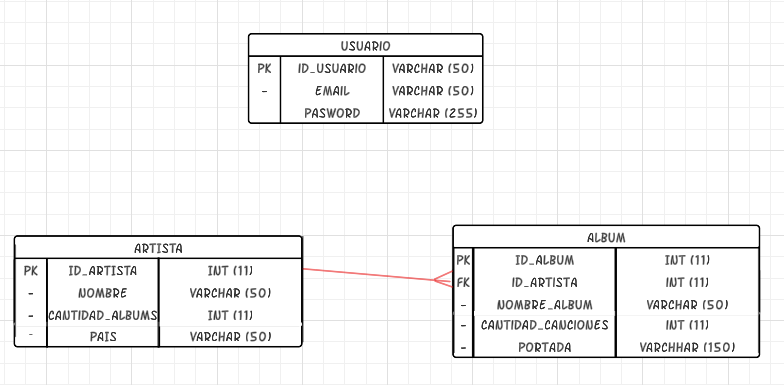 USUARIO
PK ID_USUARIO VARCHAR (50)
- EMAIL VARCHAR (50)
PASWORD VARCHAR (255)
ARTISTA
PK ID_ARTISTA INT (11)
- NOMBRE VARCHAR (50)
- CANTIDAD_ALBUMS INT (11)
- PAIS VARCHAR (50)
ALBUM
PK ID_ALBUM INT (11)
FK ID_ARTISTA INT (11)
- NOMBRE_ALBUM VARCHAR (50)
- CANTIDAD_CANCIONES INT (11)
- PORTADA VARCHHAR (150)